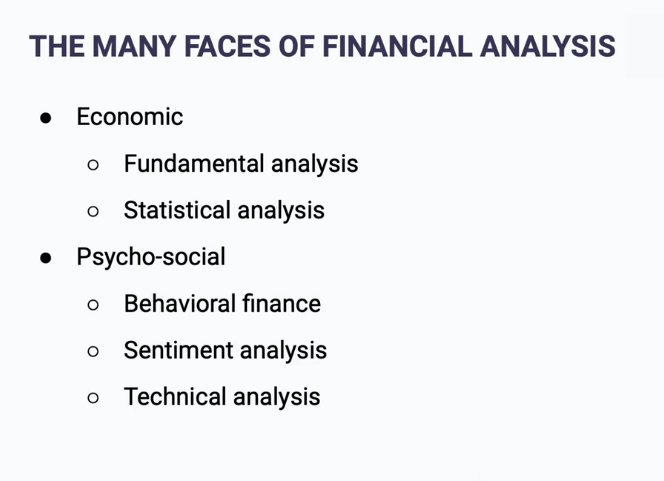 THE MANY FACES OF FINANCIAL ANALYSIS
● Economic
○ Fundamental analysis
○ Statistical analysis
● Psycho-social
○ Behavioral finance
○ Sentiment analysis
○ Technical analysis